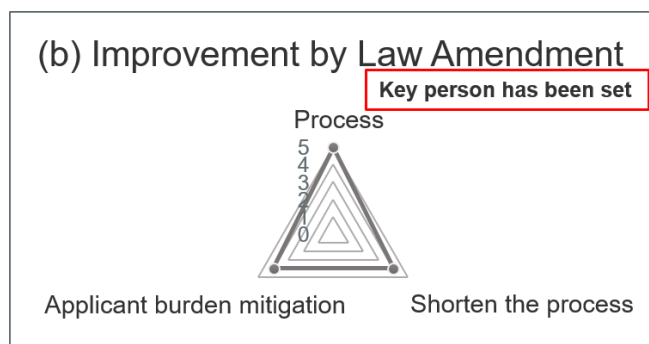 (b) Improvement by Law Amendment
Key person has been set
Process
5
4
3
2
1
0
Applicant burden mitigation
Shorten the process